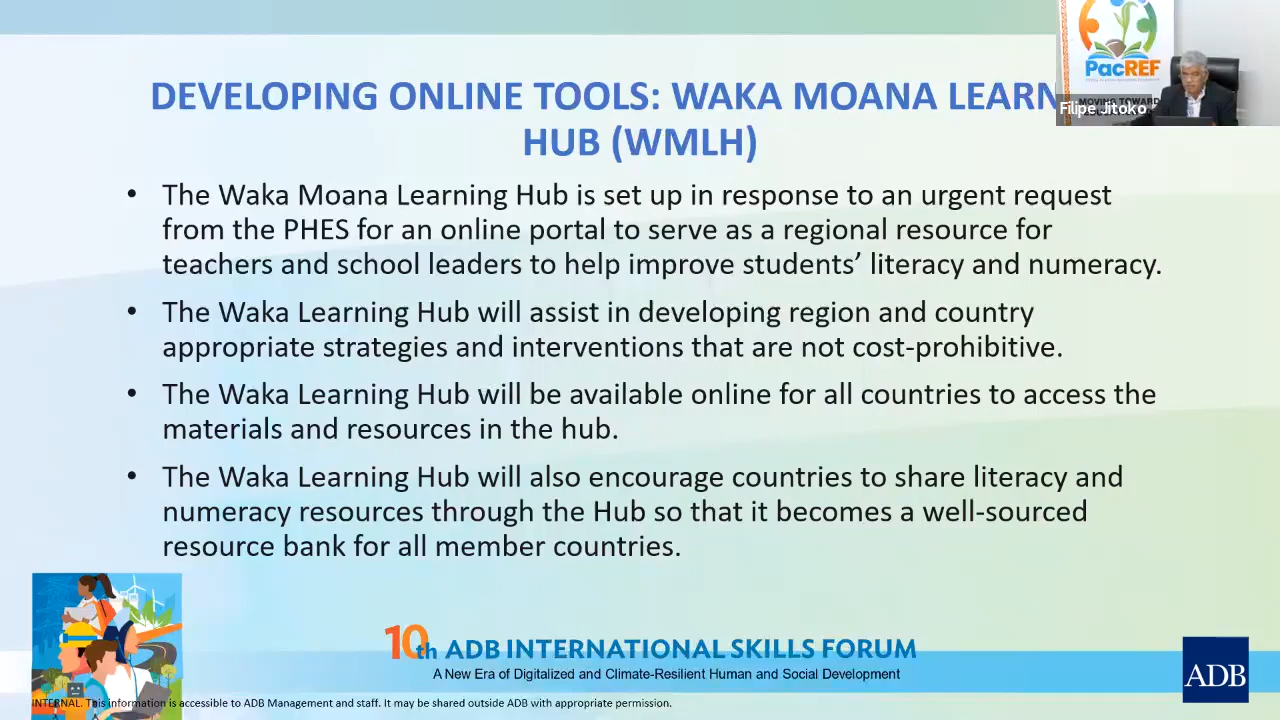 DEVELOPING ONLINE TOOLS: WAKA MOANA LEARN
HUB (WMLH)
PacREF
MOVING TOWARD
Filipe Jitoko
• The Waka Moana Learning Hub is set up in response to an urgent request
from the PHES for an online portal to serve as a regional resource for
teachers and school leaders to help improve students’ literacy and numeracy.
• The Waka Learning Hub will assist in developing region and country
appropriate strategies and interventions that are not cost-prohibitive.
• The Waka Learning Hub will be available online for all countries to access the
materials and resources in the hub.
• The Waka Learning Hub will also encourage countries to share literacy and
numeracy resources through the Hub so that it becomes a well-sourced
resource bank for all member countries.
10th ADB INTERNATIONAL SKILLS FORUM
A New Era of Digitalized and Climate-Resilient Human and Social Development
ADB
INTERNAL. This information is accessible to ADB Management and staff. It may be shared outside ADB with appropriate permission.